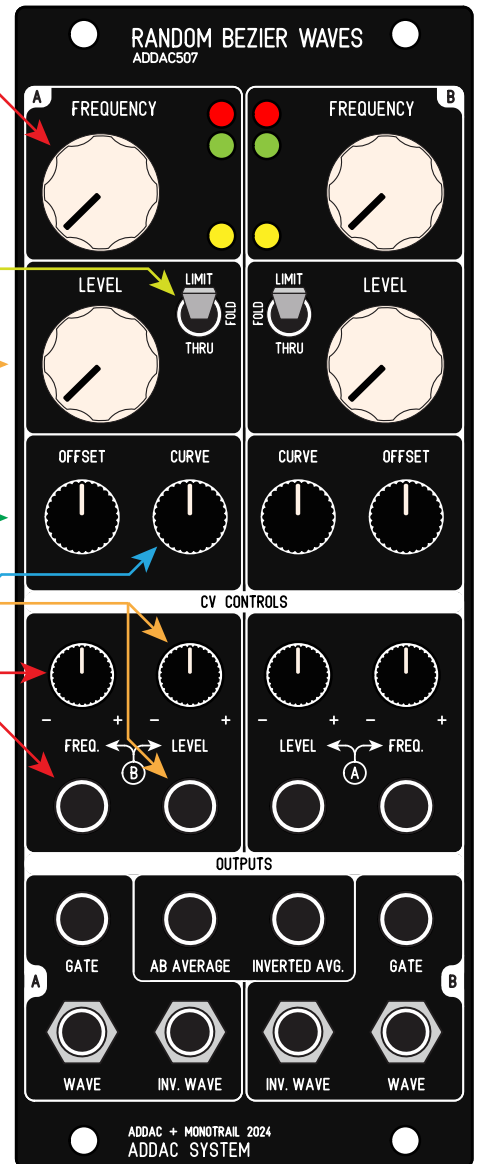 RANDOM BEZIER WAVES
ADDAC507
A
B
FREQUENCY
FREQUENCY
LEVEL
LIMIT
FOLD
THRU
LIMIT
FOLD
THRU
LEVEL
OFFSET
CURVE
CURVE
OFFSET
CV CONTROLS
− + − + − + − +
FREQ. LEVEL LEVEL FREQ.
B
A
OUTPUTS
GATE
AB AVERAGE
INVERTED AVG.
GATE
A
B
WAVE
INV. WAVE
INV. WAVE
WAVE
ADDAC + MONOTRAIL 2024
ADDAC SYSTEM